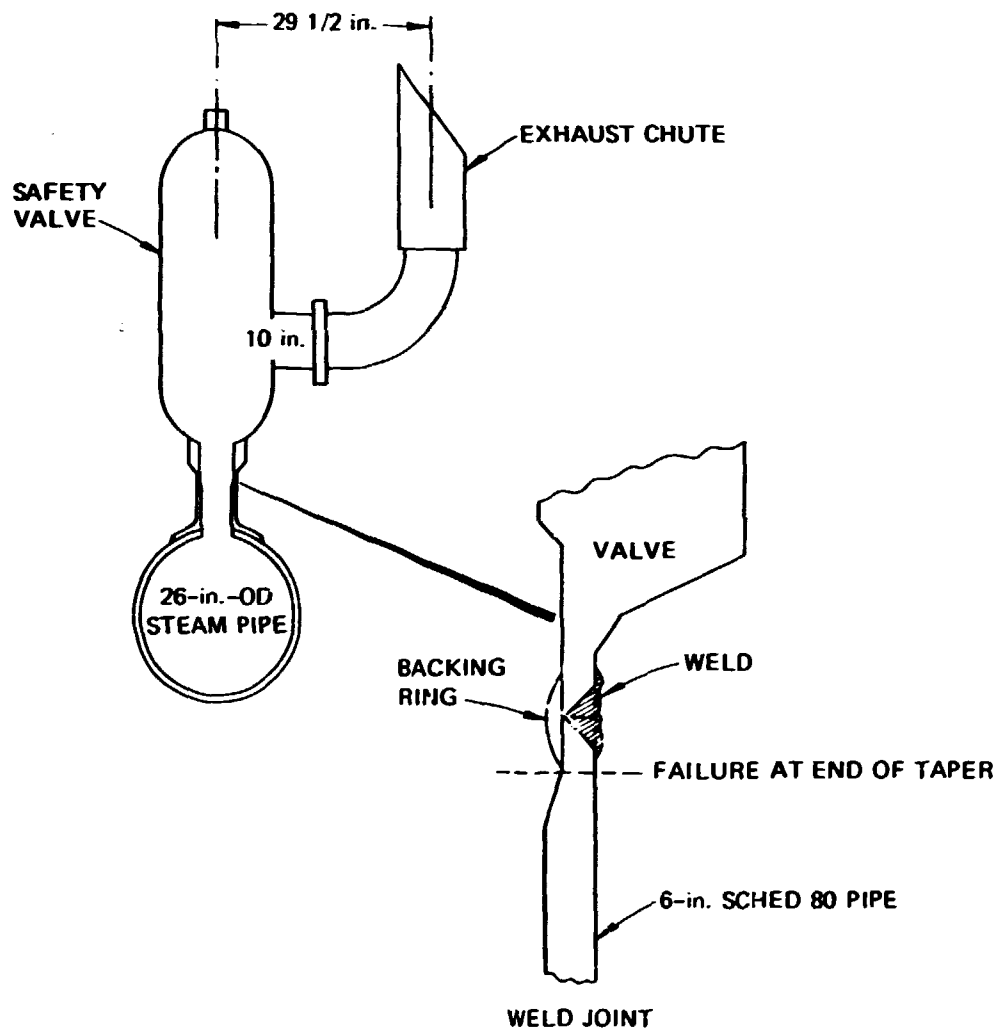 29 1/2 in.
EXHAUST CHUTE
SAFETY
VALVE
10 in.
26-in.-OD
STEAM PIPE
VALVE
BACKING
RING
WELD
FAILURE AT END OF TAPER
6-in. SCHED 80 PIPE
WELD JOINT